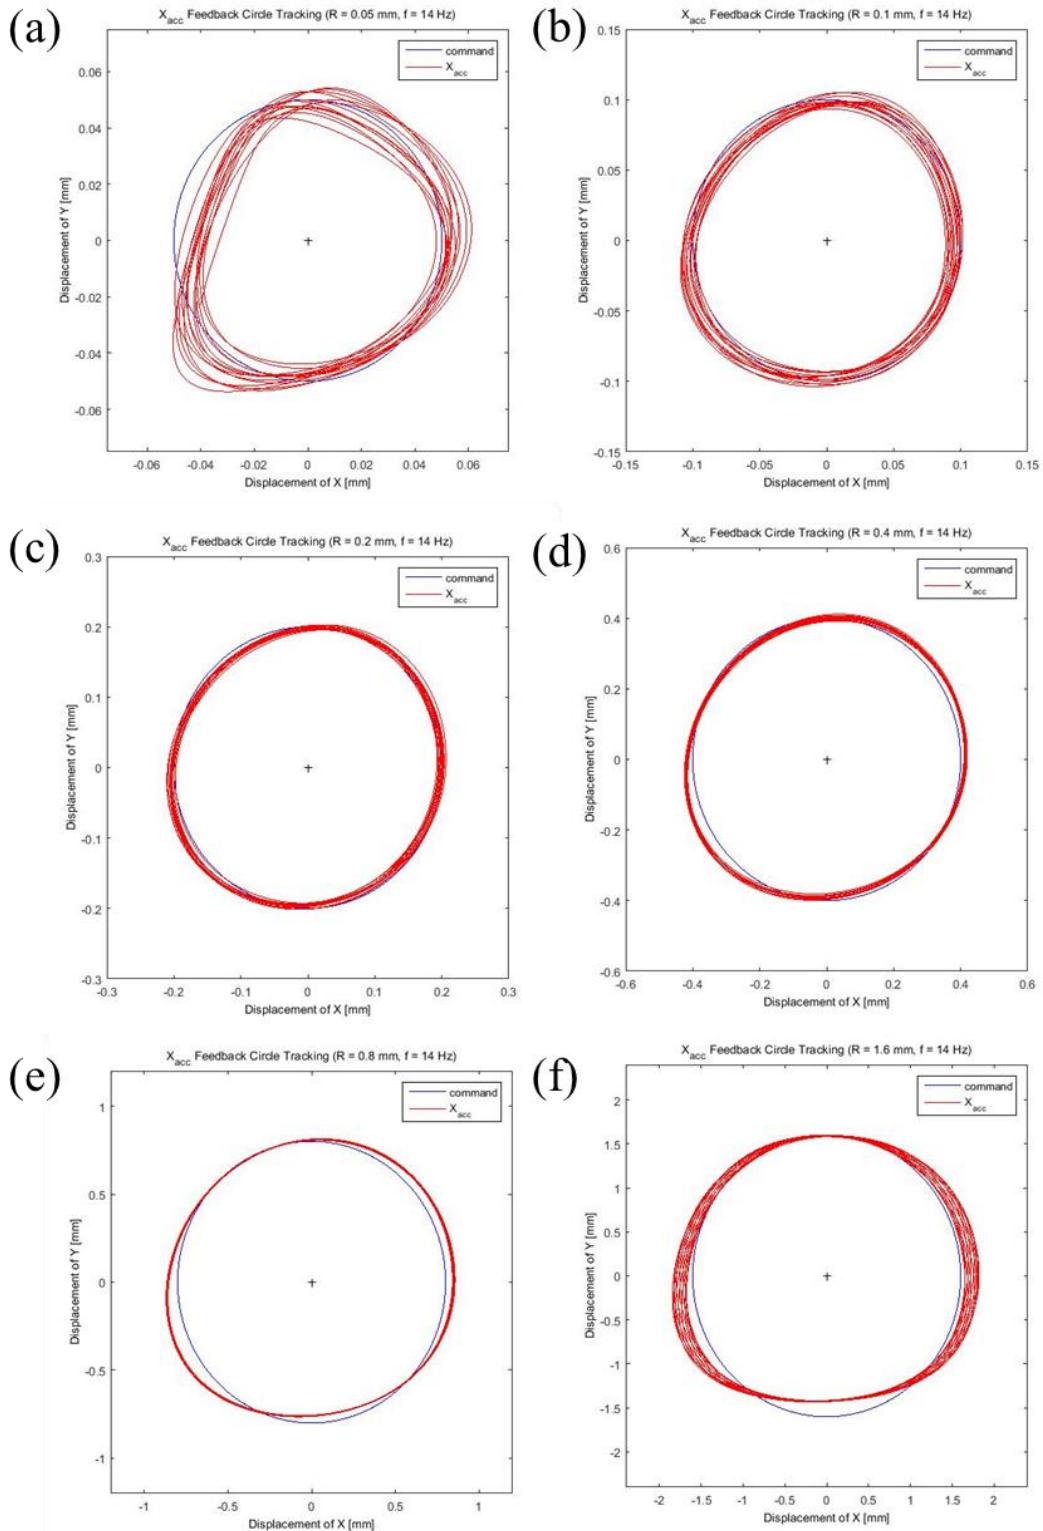 (a)
X_acc Feedback Circle Tracking (R = 0.05 mm, f = 14 Hz)
command
X_acc
0.06
0.04
0.02
0
-0.02
-0.04
-0.06
Displacement of Y [mm]
-0.06 -0.04 -0.02 0 0.02 0.04 0.06
Displacement of X [mm]
(b)
X_acc Feedback Circle Tracking (R = 0.1 mm, f = 14 Hz)
command
X_acc
0.15
0.1
0.05
0
-0.05
-0.1
-0.15
Displacement of Y [mm]
-0.15 -0.1 -0.05 0 0.05 0.1 0.15
Displacement of X [mm]
(c)
X_acc Feedback Circle Tracking (R = 0.2 mm, f = 14 Hz)
command
X_acc
0.3
0.2
0.1
0
-0.1
-0.2
-0.3
Displacement of Y [mm]
-0.3 -0.2 -0.1 0 0.1 0.2 0.3
Displacement of X [mm]
(d)
X_acc Feedback Circle Tracking (R = 0.4 mm, f = 14 Hz)
command
X_acc
0.6
0.4
0.2
0
-0.2
-0.4
-0.6
Displacement of Y [mm]
-0.6 -0.4 -0.2 0 0.2 0.4 0.6
Displacement of X [mm]
(e)
X_acc Feedback Circle Tracking (R = 0.8 mm, f = 14 Hz)
command
X_acc
1
0.5
0
-0.5
-1
Displacement of Y [mm]
-1 -0.5 0 0.5 1
Displacement of X [mm]
(f)
X_acc Feedback Circle Tracking (R = 1.6 mm, f = 14 Hz)
command
X_acc
2
1.5
1
0.5
0
-0.5
-1
-1.5
-2
Displacement of Y [mm]
-2 -1.5 -1 -0.5 0 0.5 1 1.5 2
Displacement of X [mm]